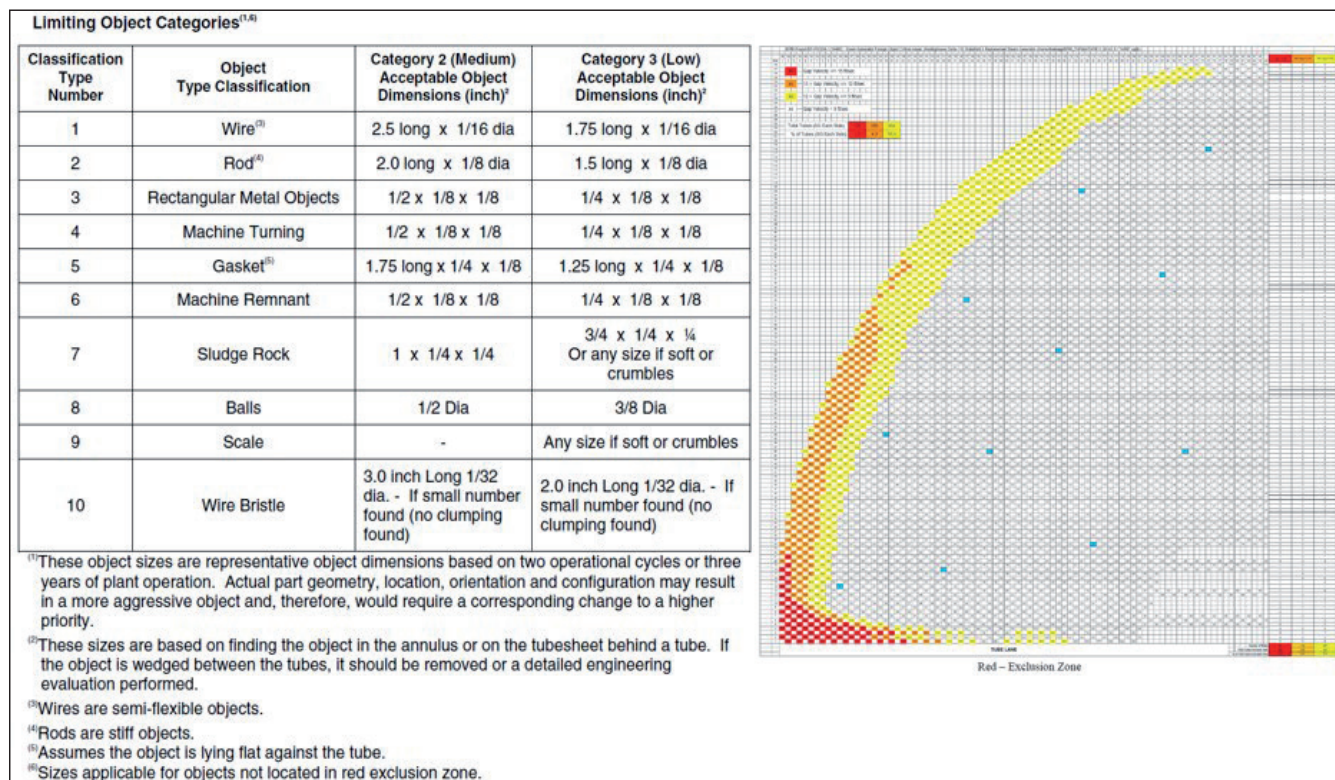 Limiting Object Categories(1,6)
Classification Type Number | Object Type Classification | Category 2 (Medium) Acceptable Object Dimensions (inch)² | Category 3 (Low) Acceptable Object Dimensions (inch)²
1 | Wire(3) | 2.5 long x 1/16 dia | 1.75 long x 1/16 dia
2 | Rod(4) | 2.0 long x 1/8 dia | 1.5 long x 1/8 dia
3 | Rectangular Metal Objects | 1/2 x 1/8 x 1/8 | 1/4 x 1/8 x 1/8
4 | Machine Turning | 1/2 x 1/8 x 1/8 | 1/4 x 1/8 x 1/8
5 | Gasket(5) | 1.75 long x 1/4 x 1/8 | 1.25 long x 1/4 x 1/8
6 | Machine Remnant | 1/2 x 1/8 x 1/8 | 1/4 x 1/8 x 1/8
7 | Sludge Rock | 1 x 1/4 x 1/4 | 3/4 x 1/4 x ¼ Or any size if soft or crumbles
8 | Balls | 1/2 Dia | 3/8 Dia
9 | Scale | - | Any size if soft or crumbles
10 | Wire Bristle | 3.0 inch Long 1/32 dia. - If small number found (no clumping found) | 2.0 inch Long 1/32 dia. - If small number found (no clumping found)
(1)These object sizes are representative object dimensions based on two operational cycles or three
years of plant operation. Actual part geometry, location, orientation and configuration may result
in a more aggressive object and, therefore, would require a corresponding change to a higher
priority.
(2)These sizes are based on finding the object in the annulus or on the tubesheet behind a tube. If
the object is wedged between the tubes, it should be removed or a detailed engineering
evaluation performed.
(3)Wires are semi-flexible objects.
(4)Rods are stiff objects.
(5)Assumes the object is lying flat against the tube.
(6)Sizes applicable for objects not located in red exclusion zone.
TUBE LANE
Red – Exclusion Zone